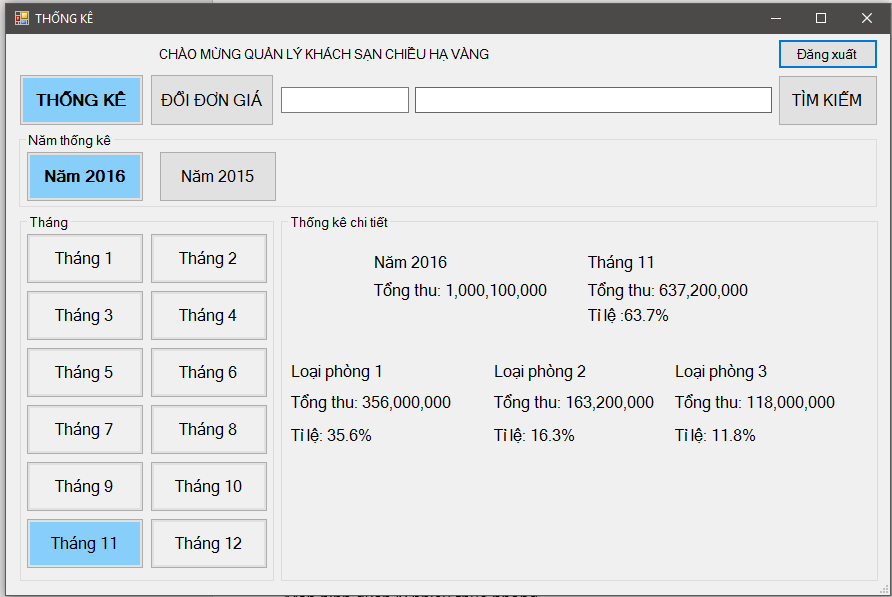 THỐNG KÊ
CHÀO MỪNG QUẢN LÝ KHÁCH SẠN CHIỀU HẠ VÀNG
Đăng xuất
THỐNG KÊ
ĐỔI ĐƠN GIÁ
TÌM KIẾM
Năm thống kê
Năm 2016
Năm 2015
Tháng
Tháng 1
Tháng 2
Tháng 3
Tháng 4
Tháng 5
Tháng 6
Tháng 7
Tháng 8
Tháng 9
Tháng 10
Tháng 11
Tháng 12
Thống kê chi tiết
Năm 2016
Tổng thu: 1,000,100,000
Tháng 11
Tổng thu: 637,200,000
Tỉ lệ :63.7%
Loại phòng 1
Tổng thu: 356,000,000
Tỉ lệ: 35.6%
Loại phòng 2
Tổng thu: 163,200,000
Tỉ lệ: 16.3%
Loại phòng 3
Tổng thu: 118,000,000
Tỉ lệ: 11.8%